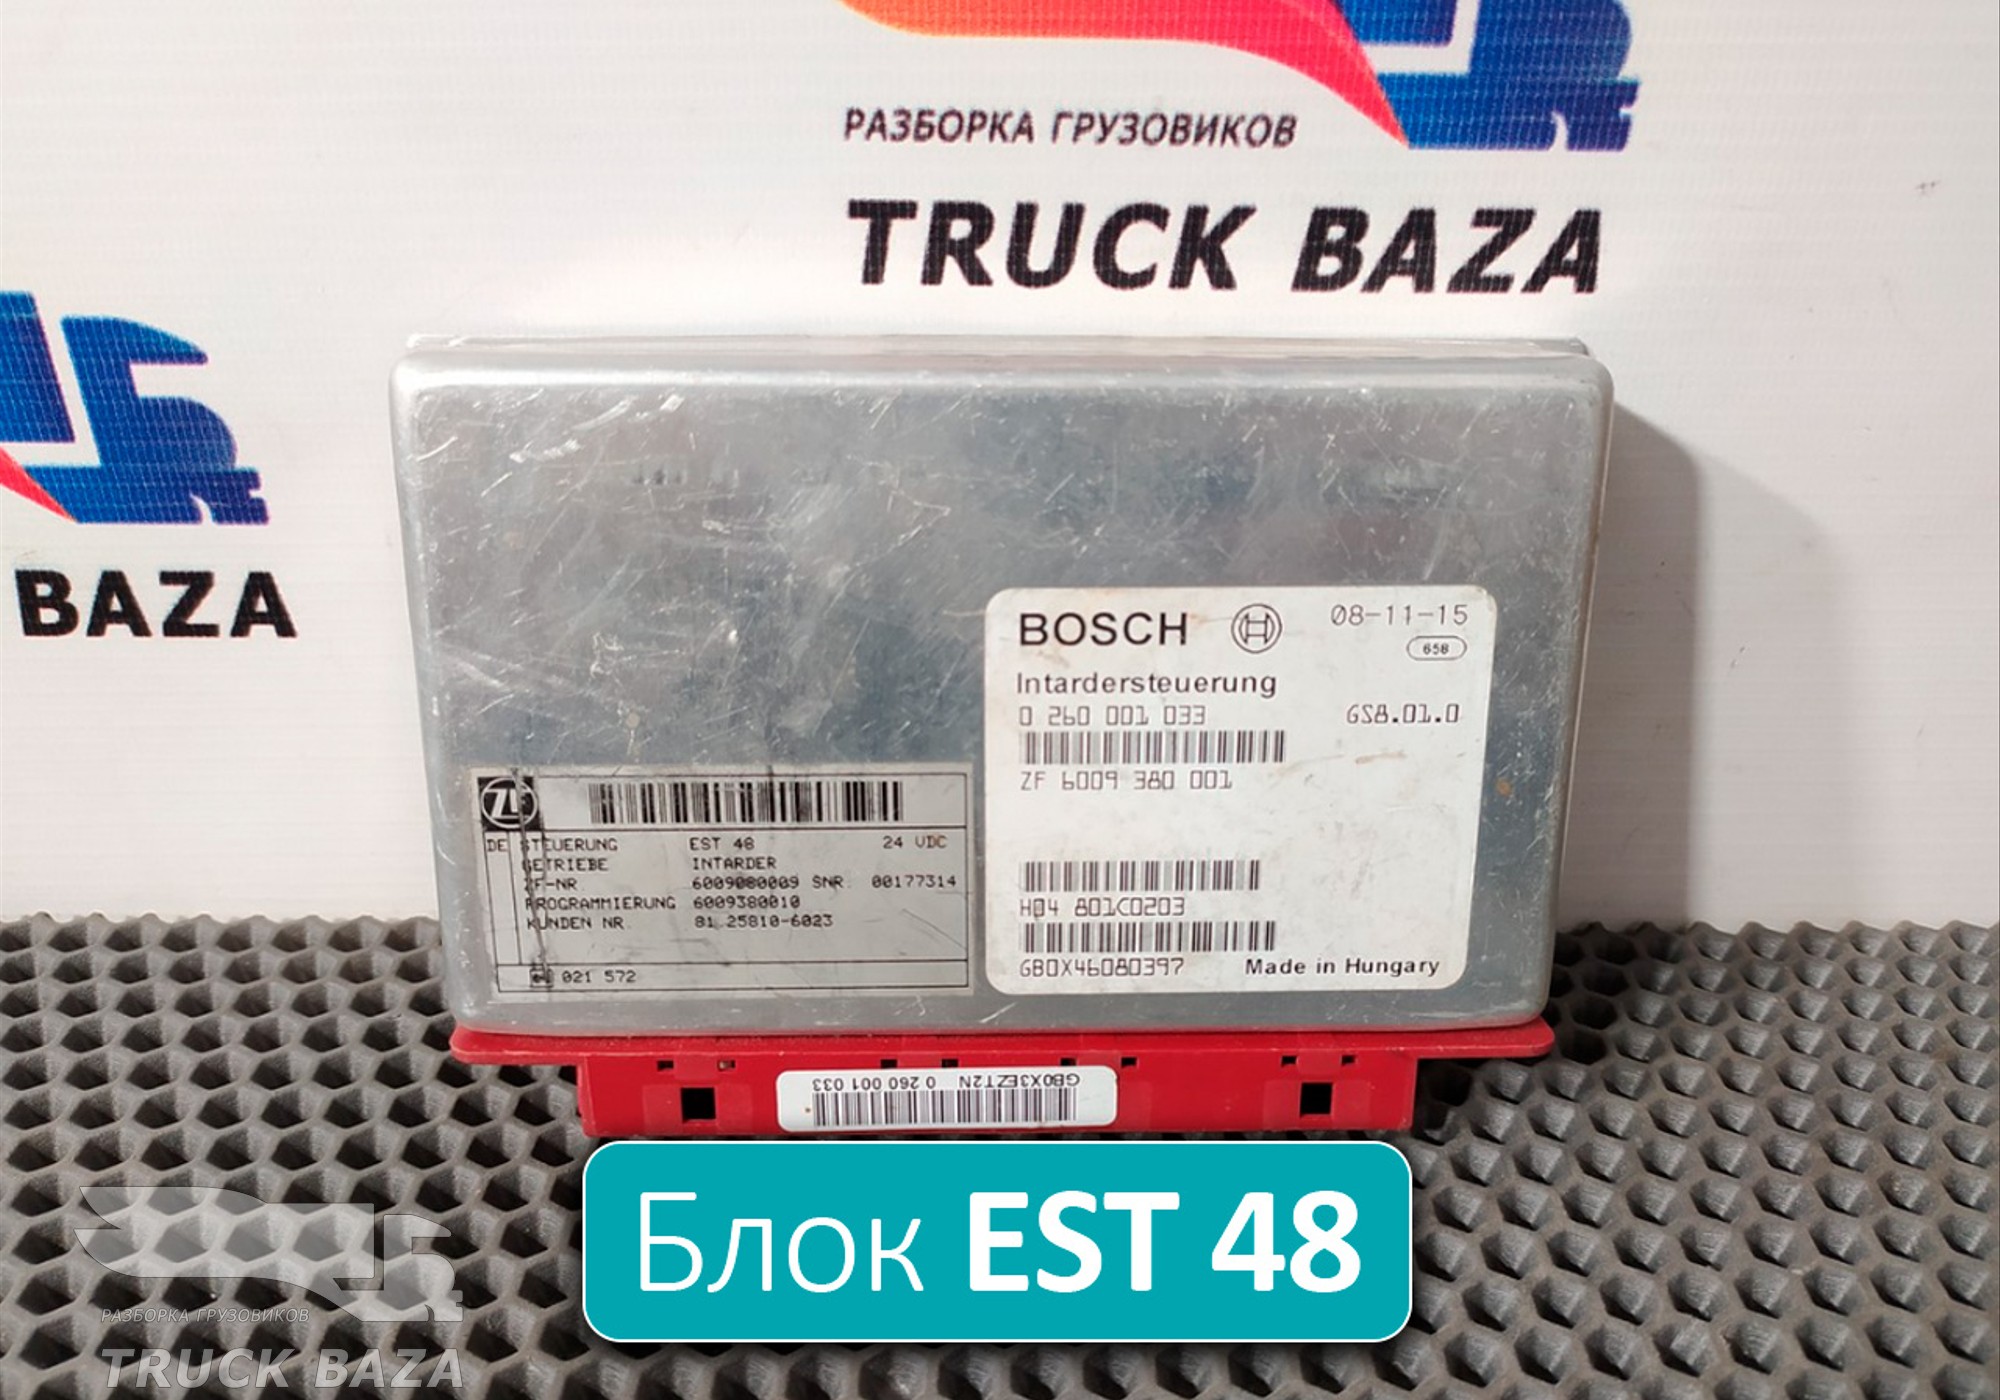 РАЗБОРКА ГРУЗОВИКОВ
TRUCK BAZA
BAZA
BOSCH
08-11-15
658
Intardersteuerung
0 260 001 033
GS8.01.0
ZF 6009 380 001
H04 801C0203
GB0X46080397
Made in Hungary
ZF
DE STEUERUNG EST 48 24 VDC
GETRIEBE INTARDER
ZF-NR. 6009080009 SNR. 00177314
PROGRAMMIERUNG 6009380010
KUNDEN NR. 81.25810-6023
021 572
GB0X3EZT2N 0 260 001 033
Блок EST 48
РАЗБОРКА ГРУЗОВИКОВ
TRUCK BAZA